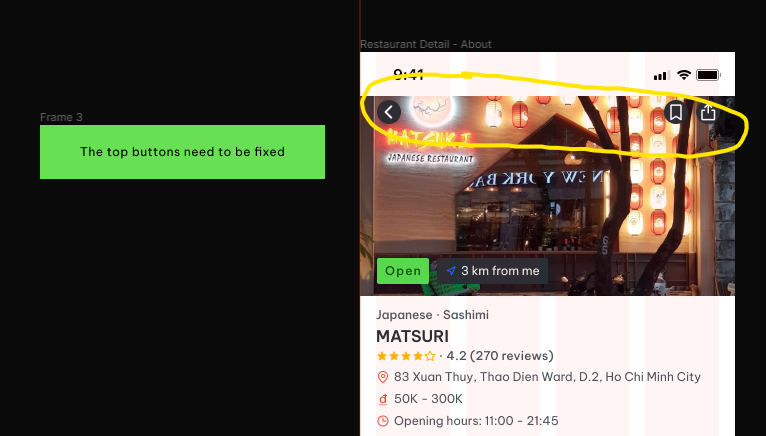 Restaurant Detail - About
9:41
Frame 3
The top buttons need to be fixed
MATSURI
JAPANESE RESTAURANT
NEW YORK BA
Open
3 km from me
Japanese · Sashimi
MATSURI
· 4.2 (270 reviews)
83 Xuan Thuy, Thao Dien Ward, D.2, Ho Chi Minh City
đ 50K - 300K
Opening hours: 11:00 - 21:45